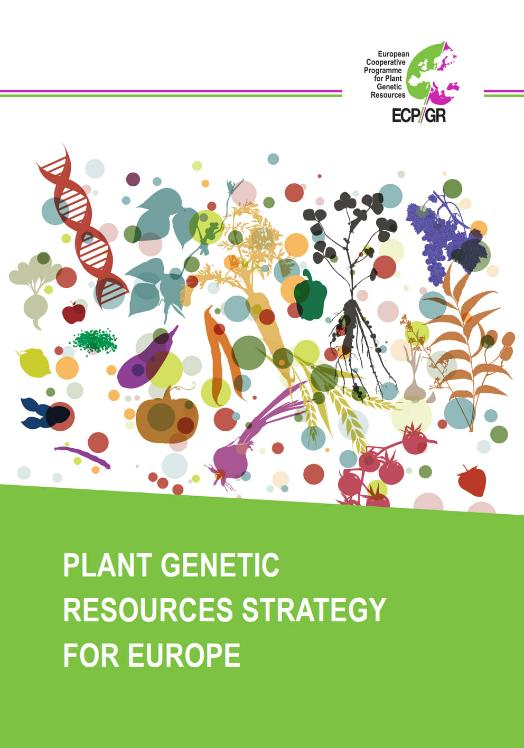 European
Cooperative
Programme
for Plant
Genetic
Resources
ECP/GR
PLANT GENETIC
RESOURCES STRATEGY
FOR EUROPE